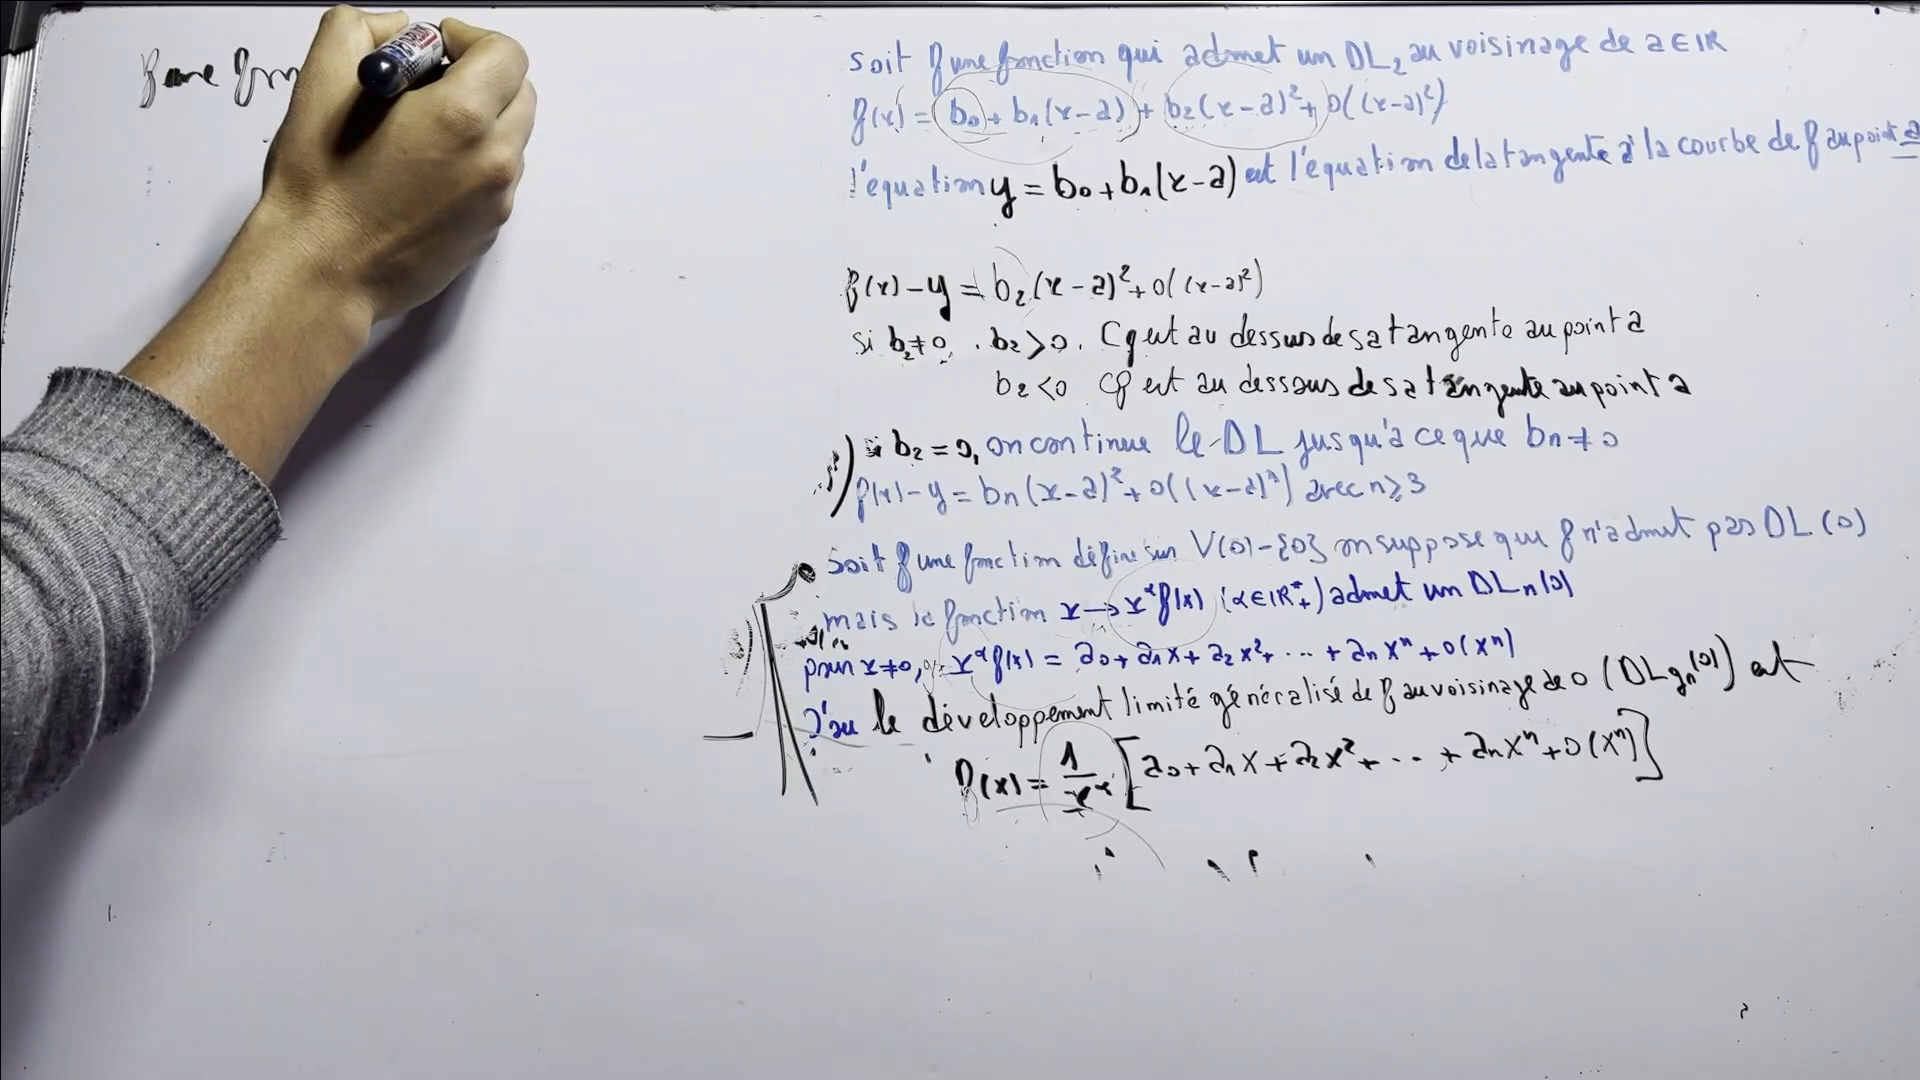 f une fon
soit f une fonction qui admet un DL₂ au voisinage de a ∈ IR
f(x) = b₀ + b₁(x-a) + b₂(x-a)² + o((x-a)²)
l'equation y = b₀ + b₁(x-a) est l'équation de la tangente à la courbe de f au point a
f(x) - y = b₂(x-a)² + o((x-a)²)
si b₂≠0, . b₂>0. Cf est au dessus de sa tangente au point a
b₂<0 Cf est au dessous de sa tangente au point a
si b₂ = 0, on continue le DL jusqu'à ce que bn ≠ 0
f(x) - y = bn(x-a)² + o((x-a)ⁿ) avec n≥3
Soit f une fonction définie sur V(0)-{0} on suppose que f n'admet pas DL(0)
mais la fonction x → x^α f(x) (α∈IR*₊) admet un DLn(0)
pour x≠0, x^α f(x) = a₀ + a₁x + a₂x² + ... + anxⁿ + o(xⁿ)
le développement limité généralisé de f au voisinage de 0 (DLgn(0)) est
f(x) = 1/x^α [a₀ + a₁x + a₂x² + ... + anxⁿ + o(xⁿ)]